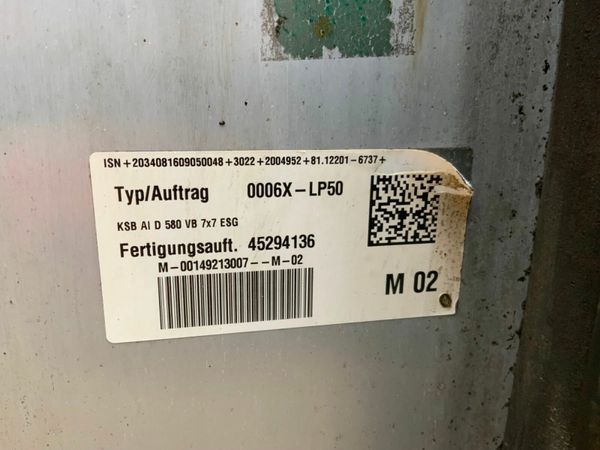 ISN+2034081609050048+3022+2004952+81.12201-6737+
Typ/Auftrag 0006X-LP50
KSB AI D 580 VB 7x7 ESG
Fertigungsauft. 45294136
M-00149213007--M-02
M 02